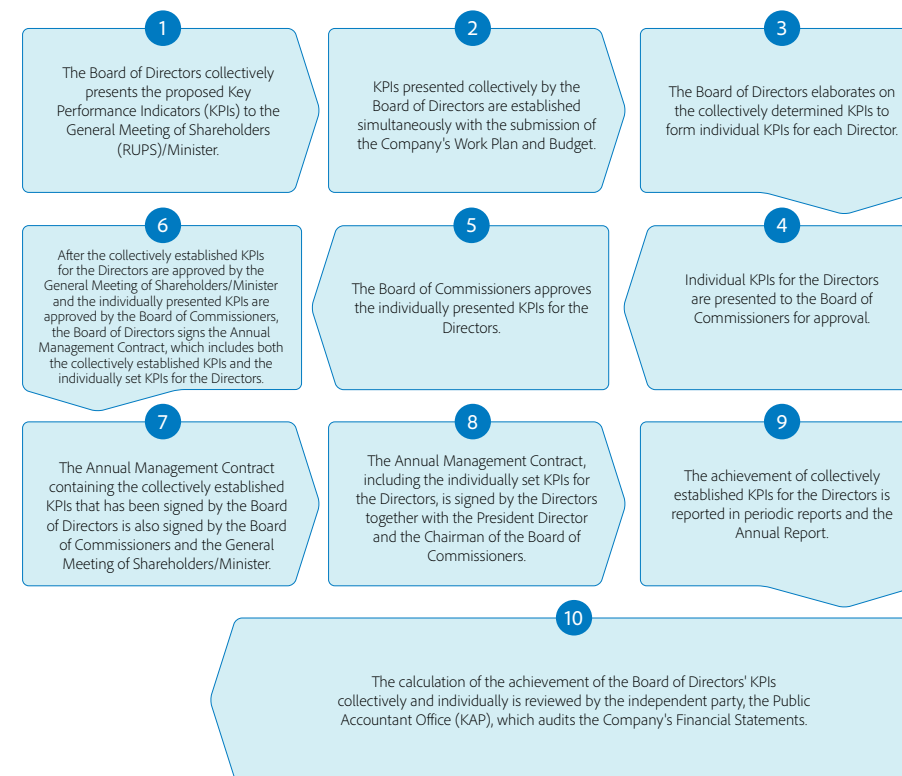 1
The Board of Directors collectively
presents the proposed Key
Performance Indicators (KPIs) to the
General Meeting of Shareholders
(RUPS)/Minister.
2
KPIs presented collectively by the
Board of Directors are established
simultaneously with the submission of
the Company's Work Plan and Budget.
3
The Board of Directors elaborates on
the collectively determined KPIs to
form individual KPIs for each Director.
4
Individual KPIs for the Directors
are presented to the Board of
Commissioners for approval.
5
The Board of Commissioners approves
the individually presented KPIs for the
Directors.
6
After the collectively established KPIs
for the Directors are approved by the
General Meeting of Shareholders/Minister
and the individually presented KPIs are
approved by the Board of Commissioners,
the Board of Directors signs the Annual
Management Contract, which includes both
the collectively established KPIs and the
individually set KPIs for the Directors.
7
The Annual Management Contract
containing the collectively established
KPIs that has been signed by the Board
of Directors is also signed by the Board
of Commissioners and the General
Meeting of Shareholders/Minister.
8
The Annual Management Contract,
including the individually set KPIs for
the Directors, is signed by the Directors
together with the President Director
and the Chairman of the Board of
Commissioners.
9
The achievement of collectively
established KPIs for the Directors is
reported in periodic reports and the
Annual Report.
10
The calculation of the achievement of the Board of Directors' KPIs
collectively and individually is reviewed by the independent party, the Public
Accountant Office (KAP), which audits the Company's Financial Statements.